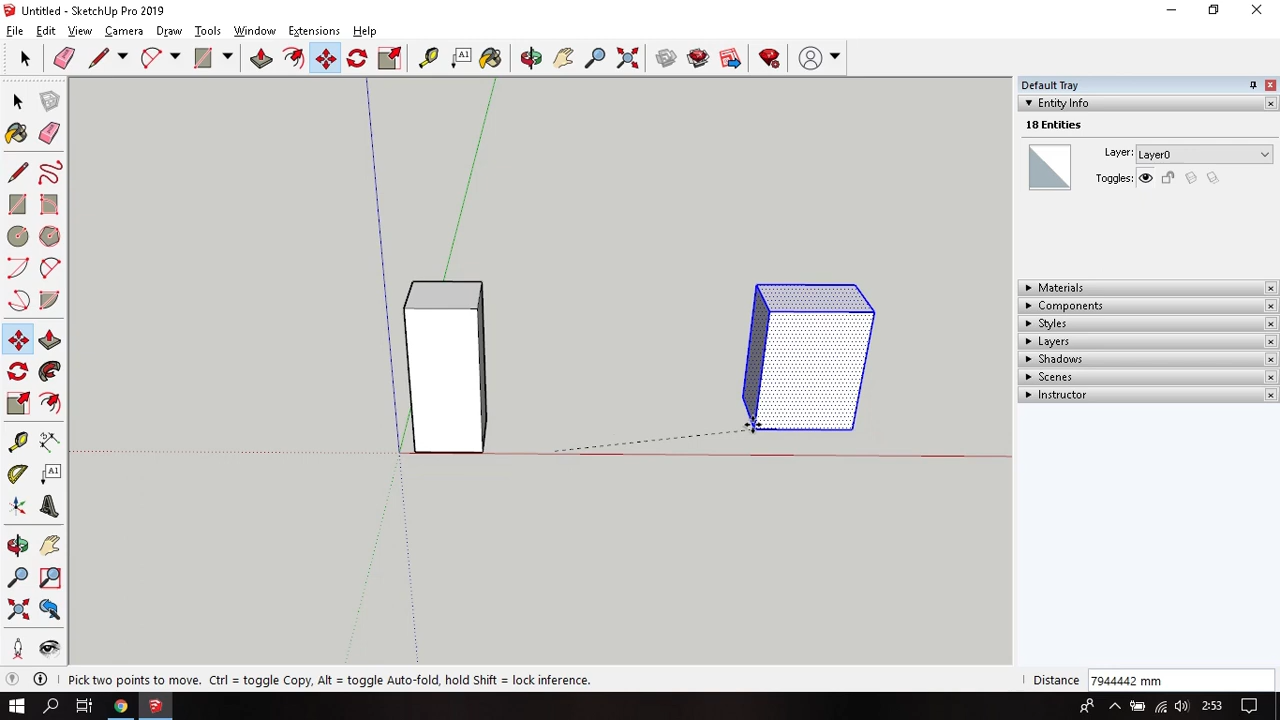 Untitled - SketchUp Pro 2019
File Edit View Camera Draw Tools Window Extensions Help
A1
Default Tray
Entity Info
18 Entities
Layer: Layer0
Toggles:
A1
Materials
Components
Styles
Layers
Shadows
Scenes
Instructor
Pick two points to move. Ctrl = toggle Copy, Alt = toggle Auto-fold, hold Shift = lock inference.
Distance 7944442 mm
2:53